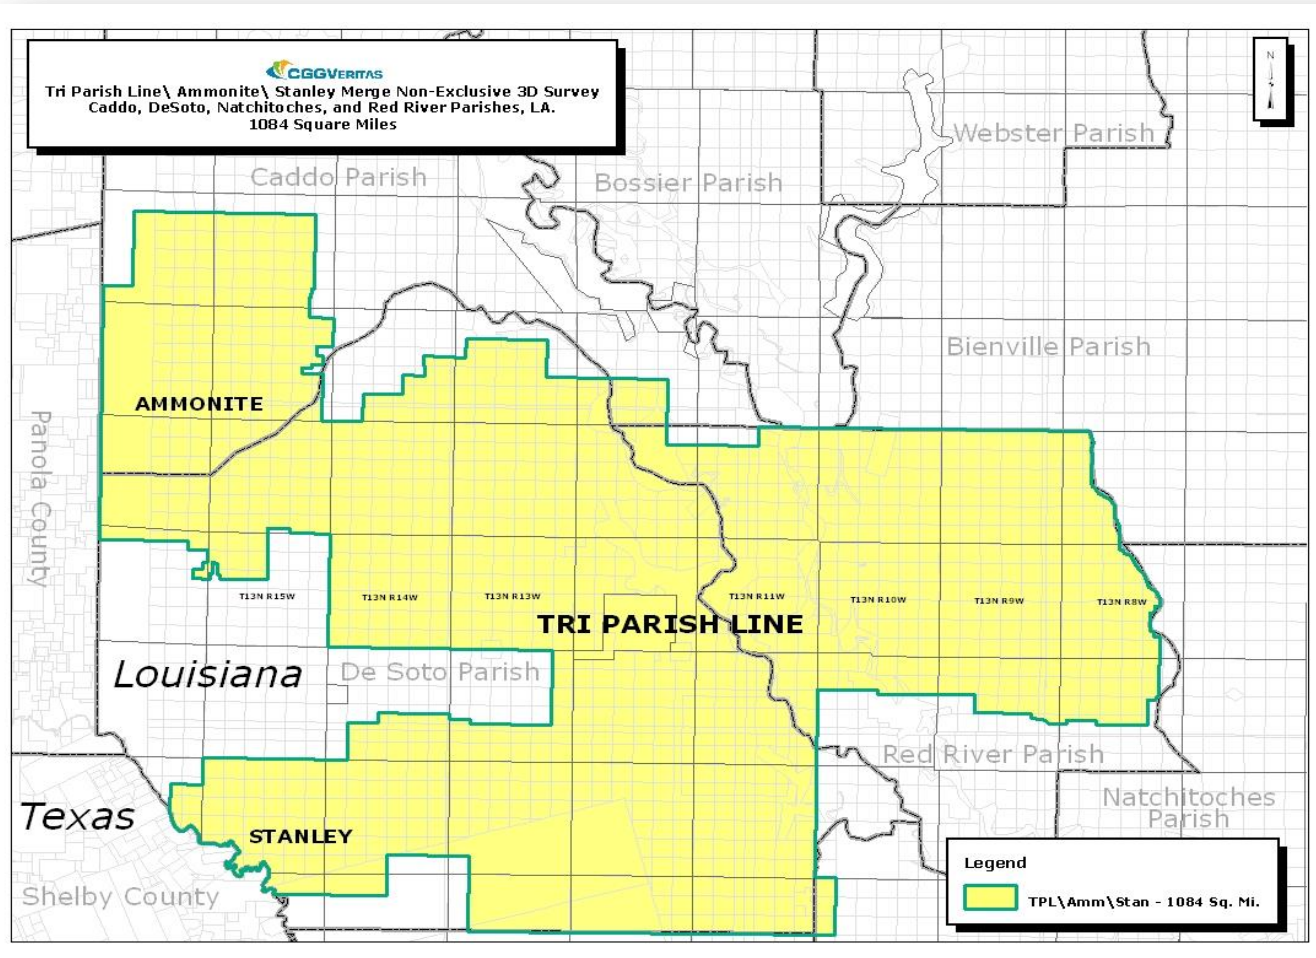 CGGVERITAS
Tri Parish Line\ Ammonite\ Stanley Merge Non-Exclusive 3D Survey
Caddo, DeSoto, Natchitoches, and Red River Parishes, LA.
1084 Square Miles
N
Webster Parish
Caddo Parish
Bossier Parish
Bienville Parish
AMMONITE
Panola County
T13N R15W
T13N R14W
T13N R13W
T13N R11W
T13N R10W
T13N R9W
T13N R8W
TRI PARISH LINE
Louisiana
De Soto Parish
Red River Parish
Natchitoches
Parish
Texas
STANLEY
Shelby County
Legend
TPL\Amm\Stan - 1084 Sq. Mi.